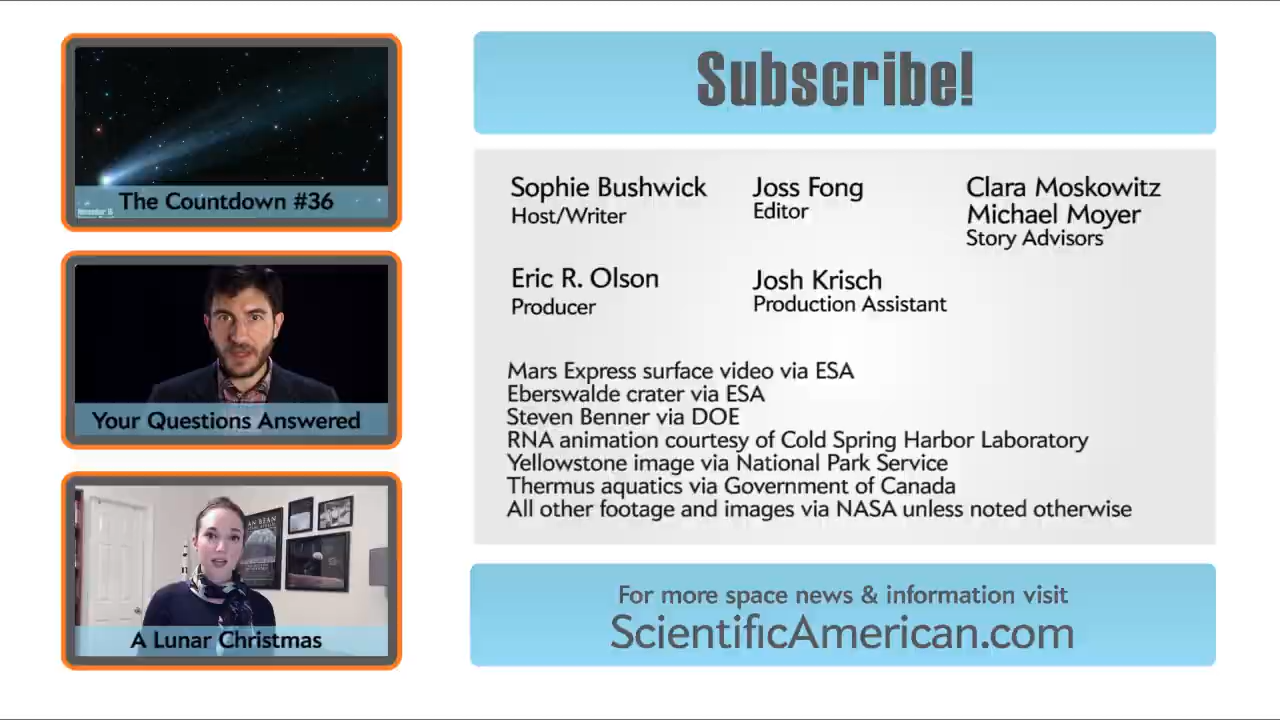 The Countdown #36
Your Questions Answered
A Lunar Christmas
Subscribe!
Sophie Bushwick
Host/Writer
Joss Fong
Editor
Clara Moskowitz
Michael Moyer
Story Advisors
Eric R. Olson
Producer
Josh Krisch
Production Assistant
Mars Express surface video via ESA
Eberswalde crater via ESA
Steven Benner via DOE
RNA animation courtesy of Cold Spring Harbor Laboratory
Yellowstone image via National Park Service
Thermus aquatics via Government of Canada
All other footage and images via NASA unless noted otherwise
For more space news & information visit
ScientificAmerican.com